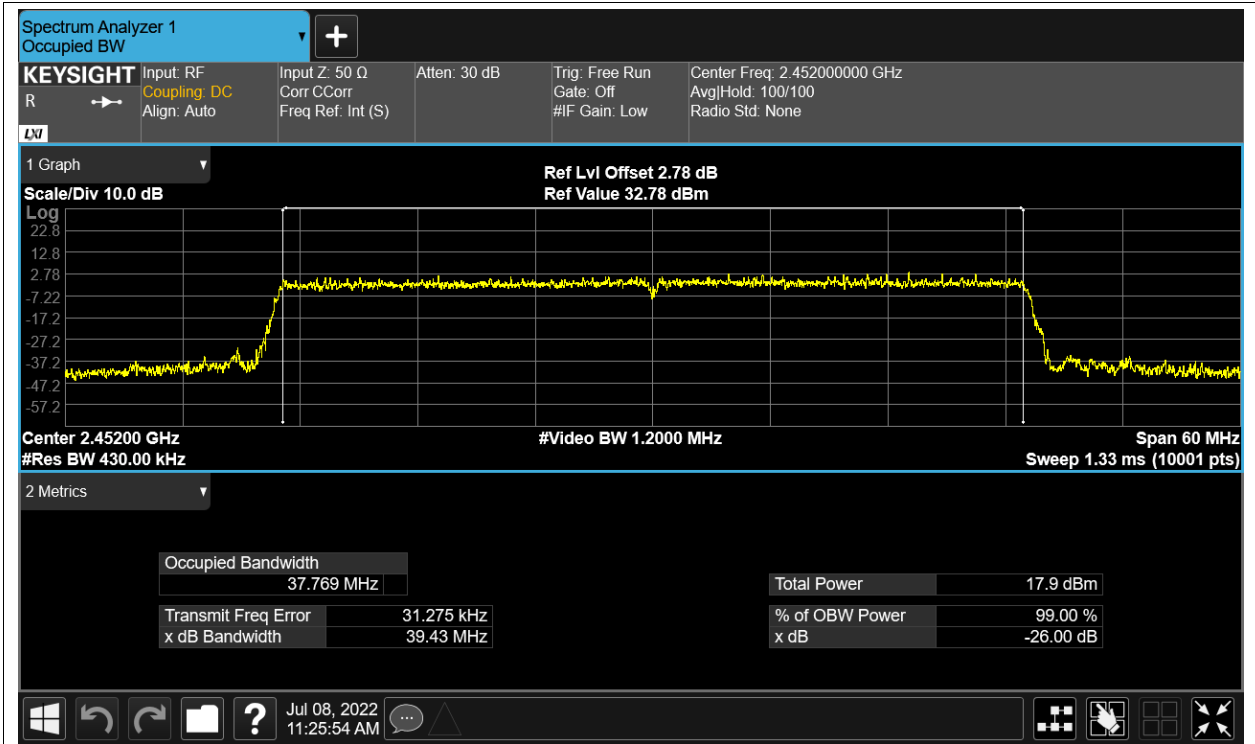 Spectrum Analyzer 1
Occupied BW
KEYSIGHT
R
LXI
Input: RF
Coupling: DC
Align: Auto
Input Z: 50 Ω
Corr CCorr
Freq Ref: Int (S)
Atten: 30 dB
Trig: Free Run
Gate: Off
#IF Gain: Low
Center Freq: 2.452000000 GHz
Avg|Hold: 100/100
Radio Std: None
1 Graph
Scale/Div 10.0 dB
Ref Lvl Offset 2.78 dB
Ref Value 32.78 dBm
Log
22.8
12.8
2.78
-7.22
-17.2
-27.2
-37.2
-47.2
-57.2
Center 2.45200 GHz
#Video BW 1.2000 MHz
Span 60 MHz
#Res BW 430.00 kHz
Sweep 1.33 ms (10001 pts)
2 Metrics
Occupied Bandwidth
37.769 MHz
Transmit Freq Error 31.275 kHz
x dB Bandwidth 39.43 MHz
Total Power 17.9 dBm
% of OBW Power 99.00 %
x dB -26.00 dB
?
Jul 08, 2022
11:25:54 AM